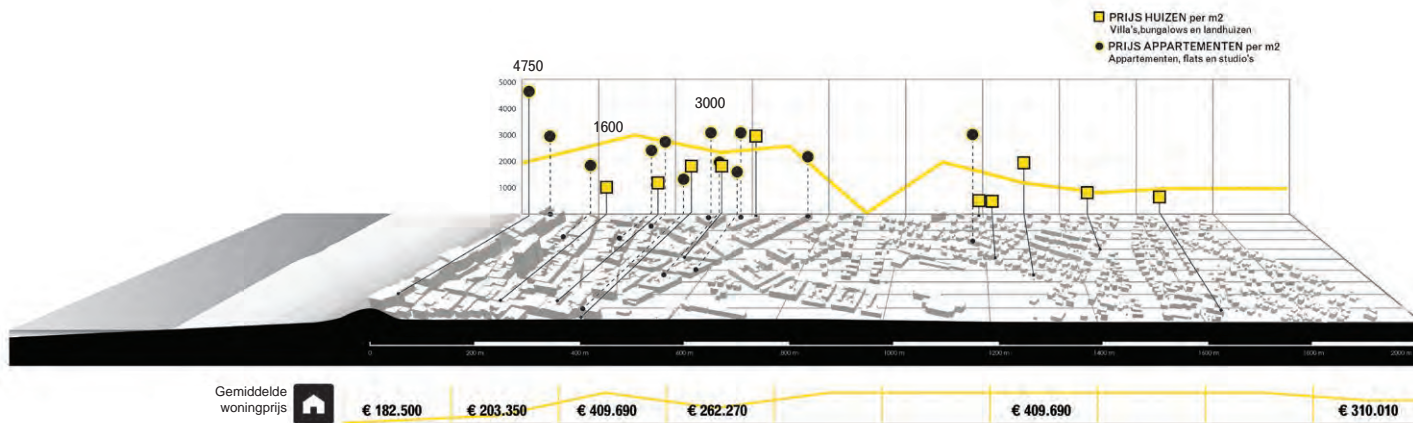 PRIJS HUIZEN per m2
Villa's,bungalows en landhuizen
PRIJS APPARTEMENTEN per m2
Appartementen, flats en studio's
4750
5000
4000
3000
2000
1000
1600
3000
0
200 m
400 m
600 m
800 m
1000 m
1200 m
1400 m
1600 m
2000 m
Gemiddelde
woningprijs
€ 182.500
€ 203.350
€ 409.690
€ 262.270
€ 409.690
€ 310.010